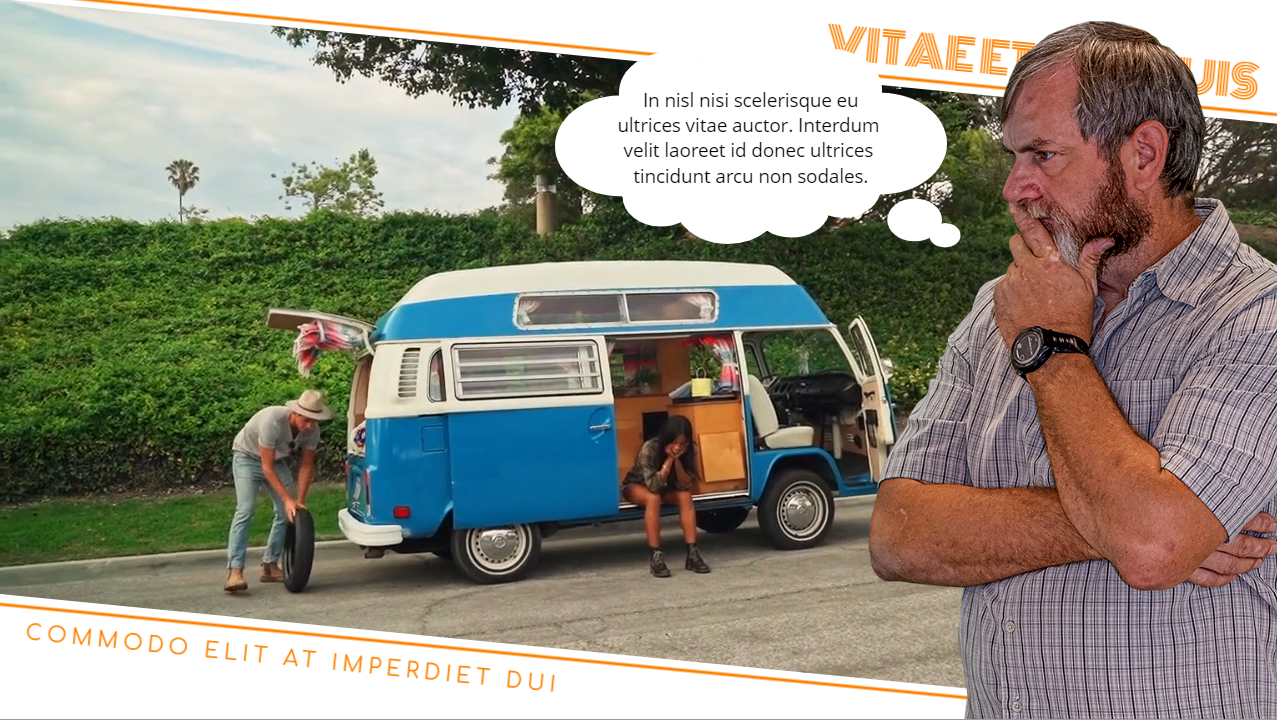 VITAE ET
In nisl nisi scelerisque eu
ultrices vitae auctor. Interdum
velit laoreet id donec ultrices
tincidunt arcu non sodales.
COMMODO ELIT AT IMPERDIET DUI